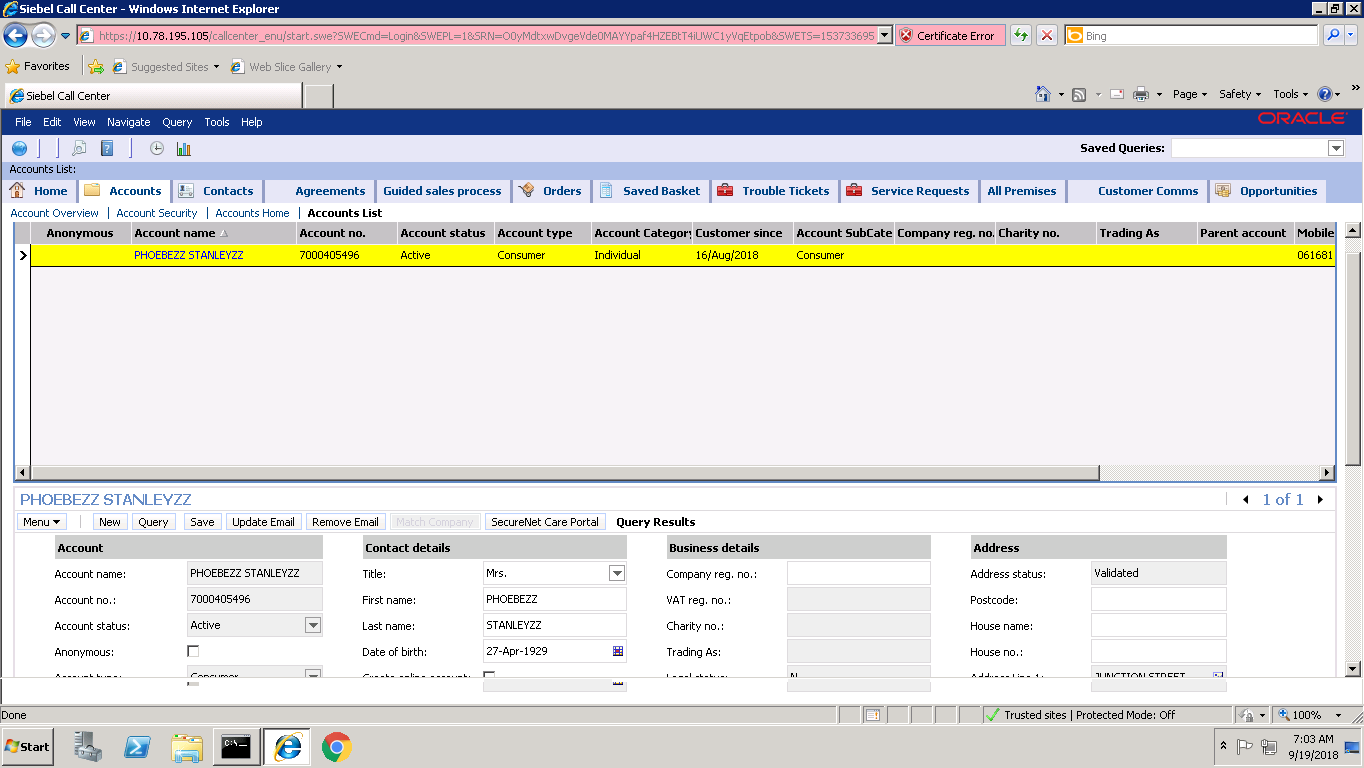 Siebel Call Center - Windows Internet Explorer
https://10.78.195.105/callcenter_enu/start.swe?SWECmd=Login&SWEPL=1&SRN=O0yMdtxwDvgeVde0MAYYpaf4HZEBtT4iUWC1yVqEtpob&SWETS=153733695 Certificate Error Bing
Favorites Suggested Sites Web Slice Gallery
Siebel Call Center Page Safety Tools
File Edit View Navigate Query Tools Help ORACLE
Saved Queries:
Accounts List:
Home Accounts Contacts Agreements Guided sales process Orders Saved Basket Trouble Tickets Service Requests All Premises Customer Comms Opportunities
Account Overview | Account Security | Accounts Home | Accounts List
Anonymous Account name Account no. Account status Account type Account Category Customer since Account SubCate Company reg. no. Charity no. Trading As Parent account Mobile
PHOEBEZZ STANLEYZZ 7000405496 Active Consumer Individual 16/Aug/2018 Consumer 061681
PHOEBEZZ STANLEYZZ 1 of 1
Menu New Query Save Update Email Remove Email Match Company SecureNet Care Portal Query Results
Account Contact details Business details Address
Account name: PHOEBEZZ STANLEYZZ Title: Mrs. Company reg. no.: Address status: Validated
Account no.: 7000405496 First name: PHOEBEZZ VAT reg. no.: Postcode:
Account status: Active Last name: STANLEYZZ Charity no.: House name:
Anonymous: Date of birth: 27-Apr-1929 Trading As: House no.:
Account type: Consumer Create online account: Legal status: N Address Line 1: JUNCTION STREET
Done Trusted sites | Protected Mode: Off 100%
Start 7:03 AM
9/19/2018